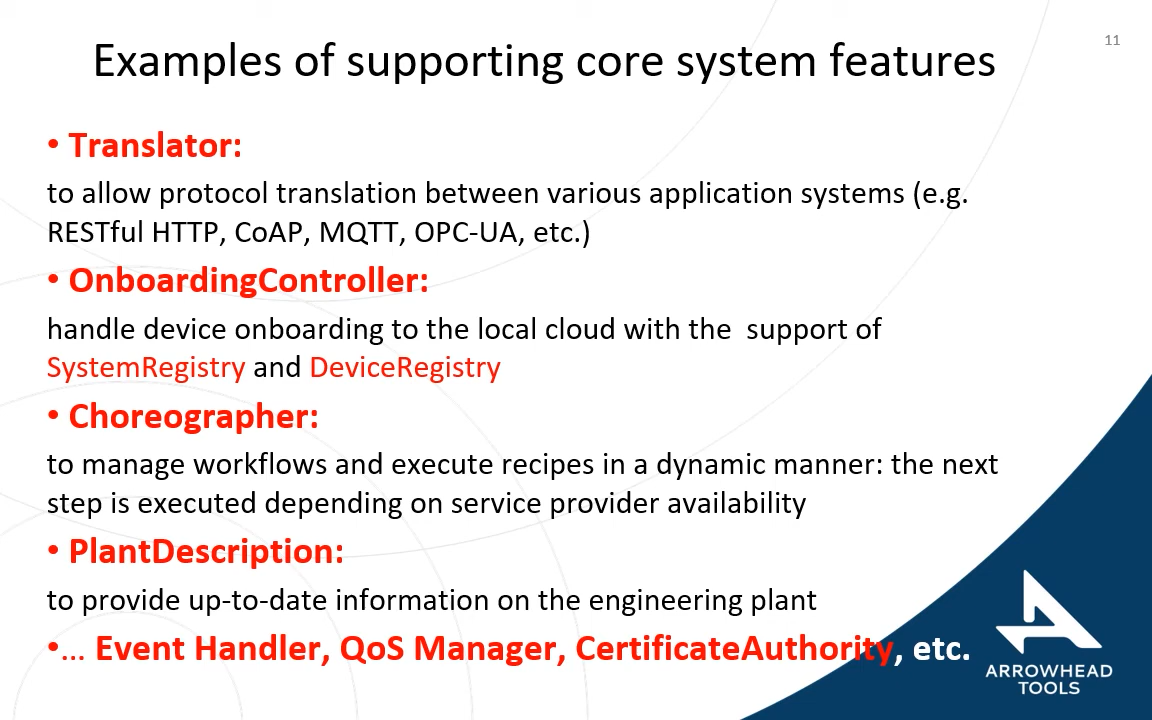 Examples of supporting core system features
11
• Translator:
to allow protocol translation between various application systems (e.g.
RESTful HTTP, CoAP, MQTT, OPC-UA, etc.)
• OnboardingController:
handle device onboarding to the local cloud with the  support of
SystemRegistry and DeviceRegistry
• Choreographer:
to manage workflows and execute recipes in a dynamic manner: the next
step is executed depending on service provider availability
• PlantDescription:
to provide up-to-date information on the engineering plant
•... Event Handler, QoS Manager, CertificateAuthority, etc.
ARROWHEAD
TOOLS